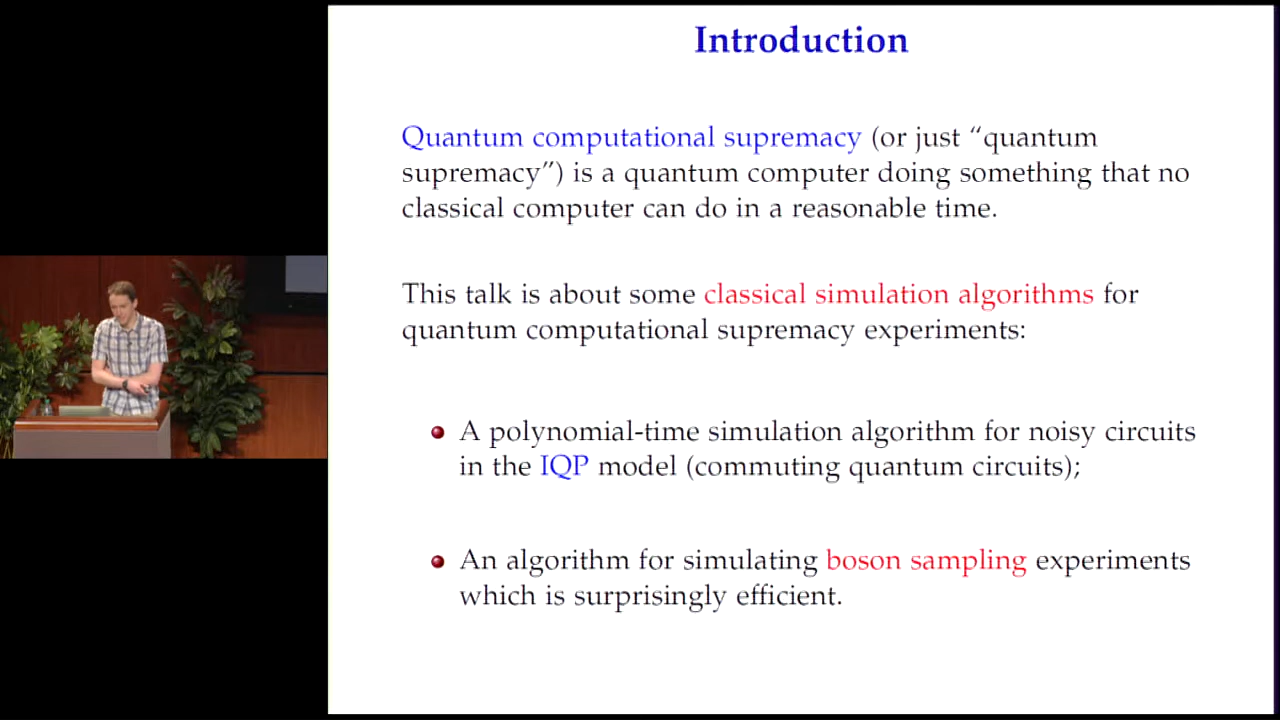 Introduction
Quantum computational supremacy (or just “quantum
supremacy”) is a quantum computer doing something that no
classical computer can do in a reasonable time.
This talk is about some classical simulation algorithms for
quantum computational supremacy experiments:
A polynomial-time simulation algorithm for noisy circuits
in the IQP model (commuting quantum circuits);
An algorithm for simulating boson sampling experiments
which is surprisingly efficient.